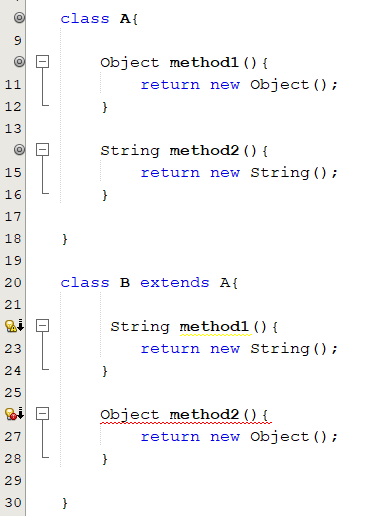 class A{
9
Object method1(){
11 return new Object();
12 }
13
String method2(){
15 return new String();
16 }
17
18 }
19
20 class B extends A{
21
String method1(){
23 return new String();
24 }
25
Object method2(){
27 return new Object();
28 }
29
30 }